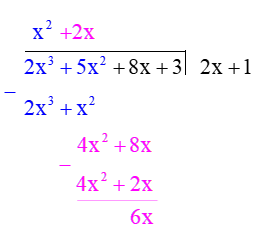 x² +2x
2x³ + 5x² + 8x + 3 2x + 1
−
2x³ + x²
4x² + 8x
−
4x² + 2x
6x